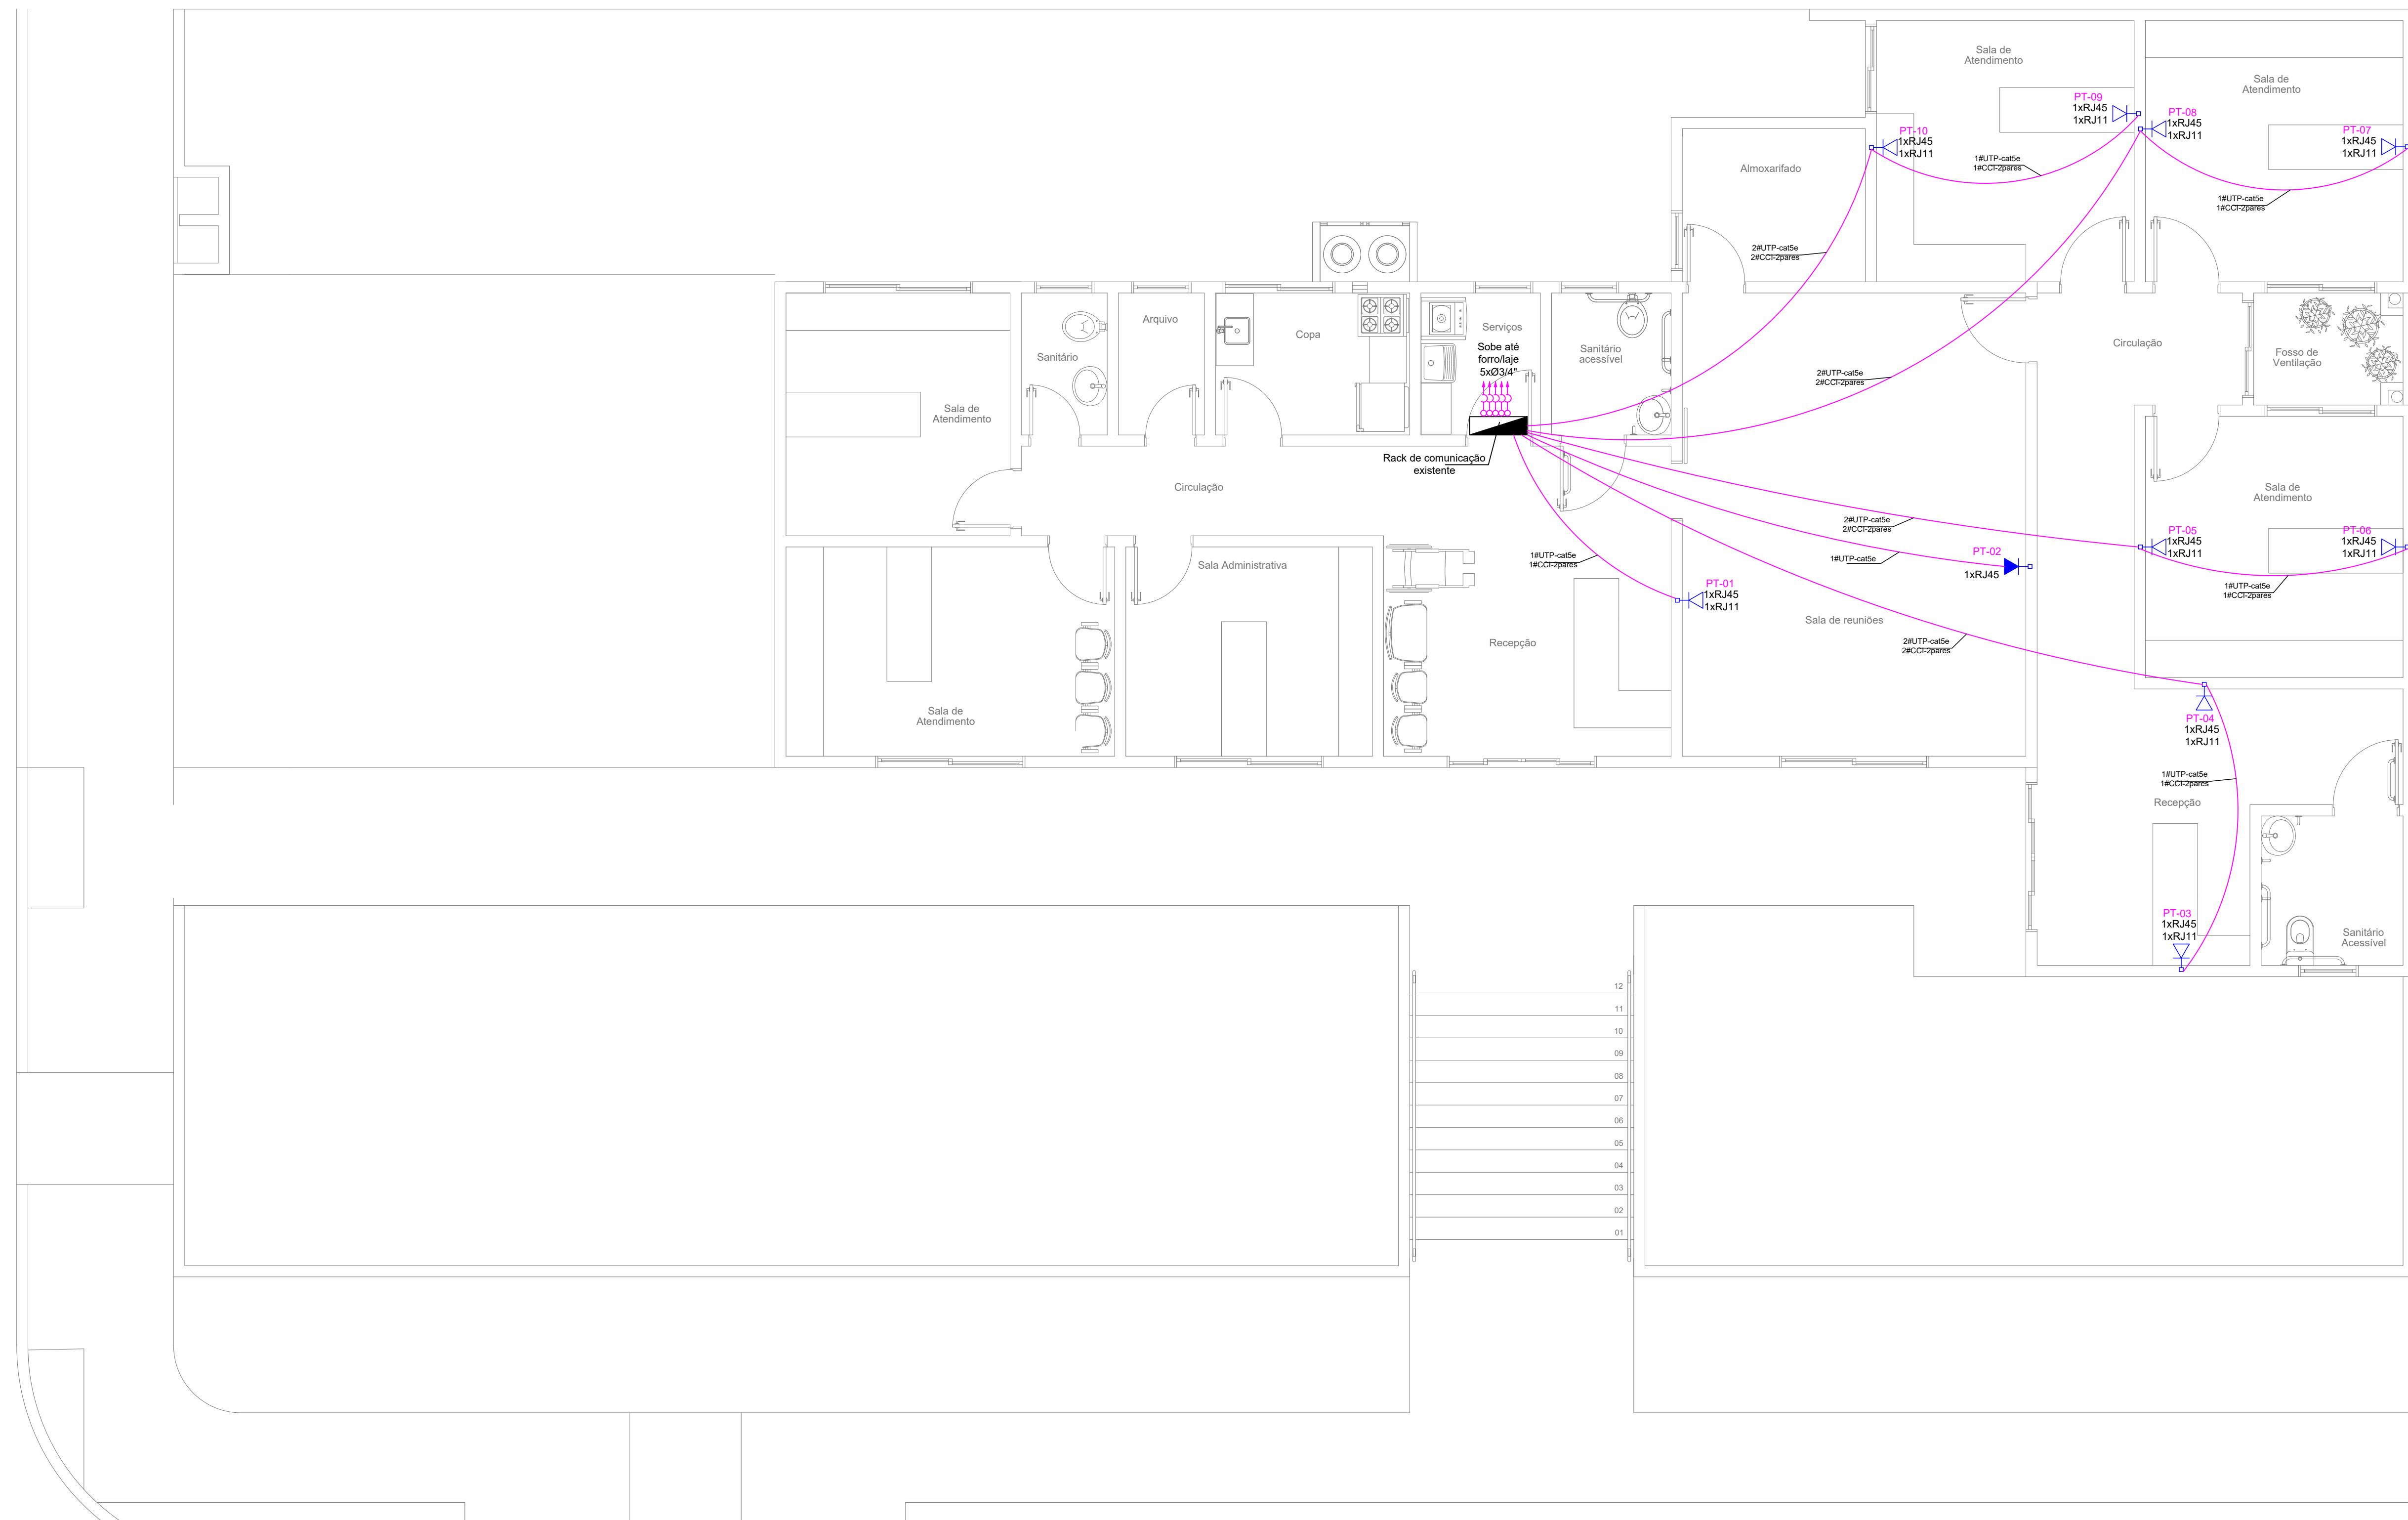 Sala de
Atendimento
Sala de
Atendimento
PT-09
1xRJ45
1xRJ11
PT-08
1xRJ45
1xRJ11
PT-07
1xRJ45
1xRJ11
PT-10
1xRJ45
1xRJ11
1#UTP-cat5e
1#CCI-2pares
Almoxarifado
1#UTP-cat5e
1#CCI-2pares
2#UTP-cat5e
2#CCI-2pares
Arquivo
Copa
Serviços
Sanitário
Sobe até
forro/laje
5xØ3/4"
Sanitário
acessível
Circulação
Fosso de
Ventilação
2#UTP-cat5e
2#CCI-2pares
Sala de
Atendimento
Rack de comunicação
existente
Circulação
Sala de
Atendimento
2#UTP-cat5e
2#CCI-2pares
PT-05
1xRJ45
1xRJ11
PT-06
1xRJ45
1xRJ11
1#UTP-cat5e
1#CCI-2pares
1#UTP-cat5e
PT-02
1xRJ45
Sala Administrativa
PT-01
1xRJ45
1xRJ11
1#UTP-cat5e
1#CCI-2pares
Sala de reuniões
Recepção
2#UTP-cat5e
2#CCI-2pares
Sala de
Atendimento
PT-04
1xRJ45
1xRJ11
1#UTP-cat5e
1#CCI-2pares
Recepção
PT-03
1xRJ45
1xRJ11
Sanitário
Acessível
12
11
10
09
08
07
06
05
04
03
02
01